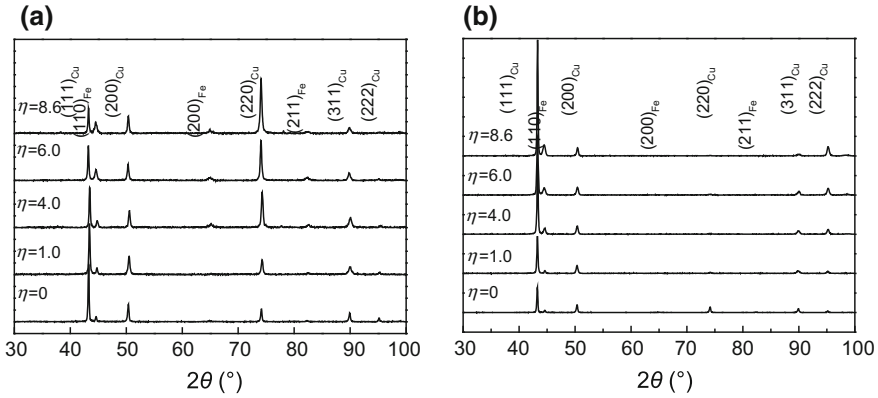 (a)
(111)Cu
(110)Fe
(200)Cu
(200)Fe
(220)Cu
(211)Fe
(311)Cu
(222)Cu
η=8.6
η=6.0
η=4.0
η=1.0
η=0
30 40 50 60 70 80 90 100
2θ (°)
(b)
(111)Cu
(110)Fe
(200)Cu
(200)Fe
(220)Cu
(211)Fe
(311)Cu
(222)Cu
η=8.6
η=6.0
η=4.0
η=1.0
η=0
30 40 50 60 70 80 90 100
2θ (°)